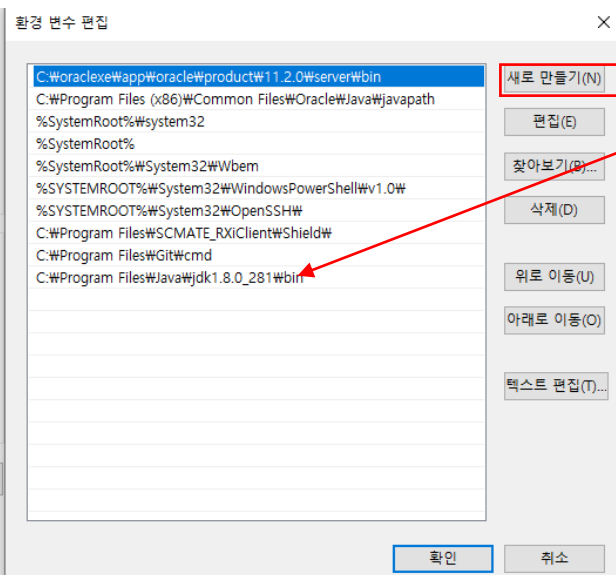 환경 변수 편집
C:₩oraclexe₩app₩oracle₩product₩11.2.0₩server₩bin
C:₩Program Files (x86)₩Common Files₩Oracle₩Java₩javapath
%SystemRoot%₩system32
%SystemRoot%
%SystemRoot%₩System32₩Wbem
%SYSTEMROOT%₩System32₩WindowsPowerShell₩v1.0₩
%SYSTEMROOT%₩System32₩OpenSSH₩
C:₩Program Files₩SCMATE_RXiClient₩Shield₩
C:₩Program Files₩Git₩cmd
C:₩Program Files₩Java₩jdk1.8.0_281₩bin
새로 만들기(N)
편집(E)
찾아보기(B)...
삭제(D)
위로 이동(U)
아래로 이동(O)
텍스트 편집(T)...
확인
취소